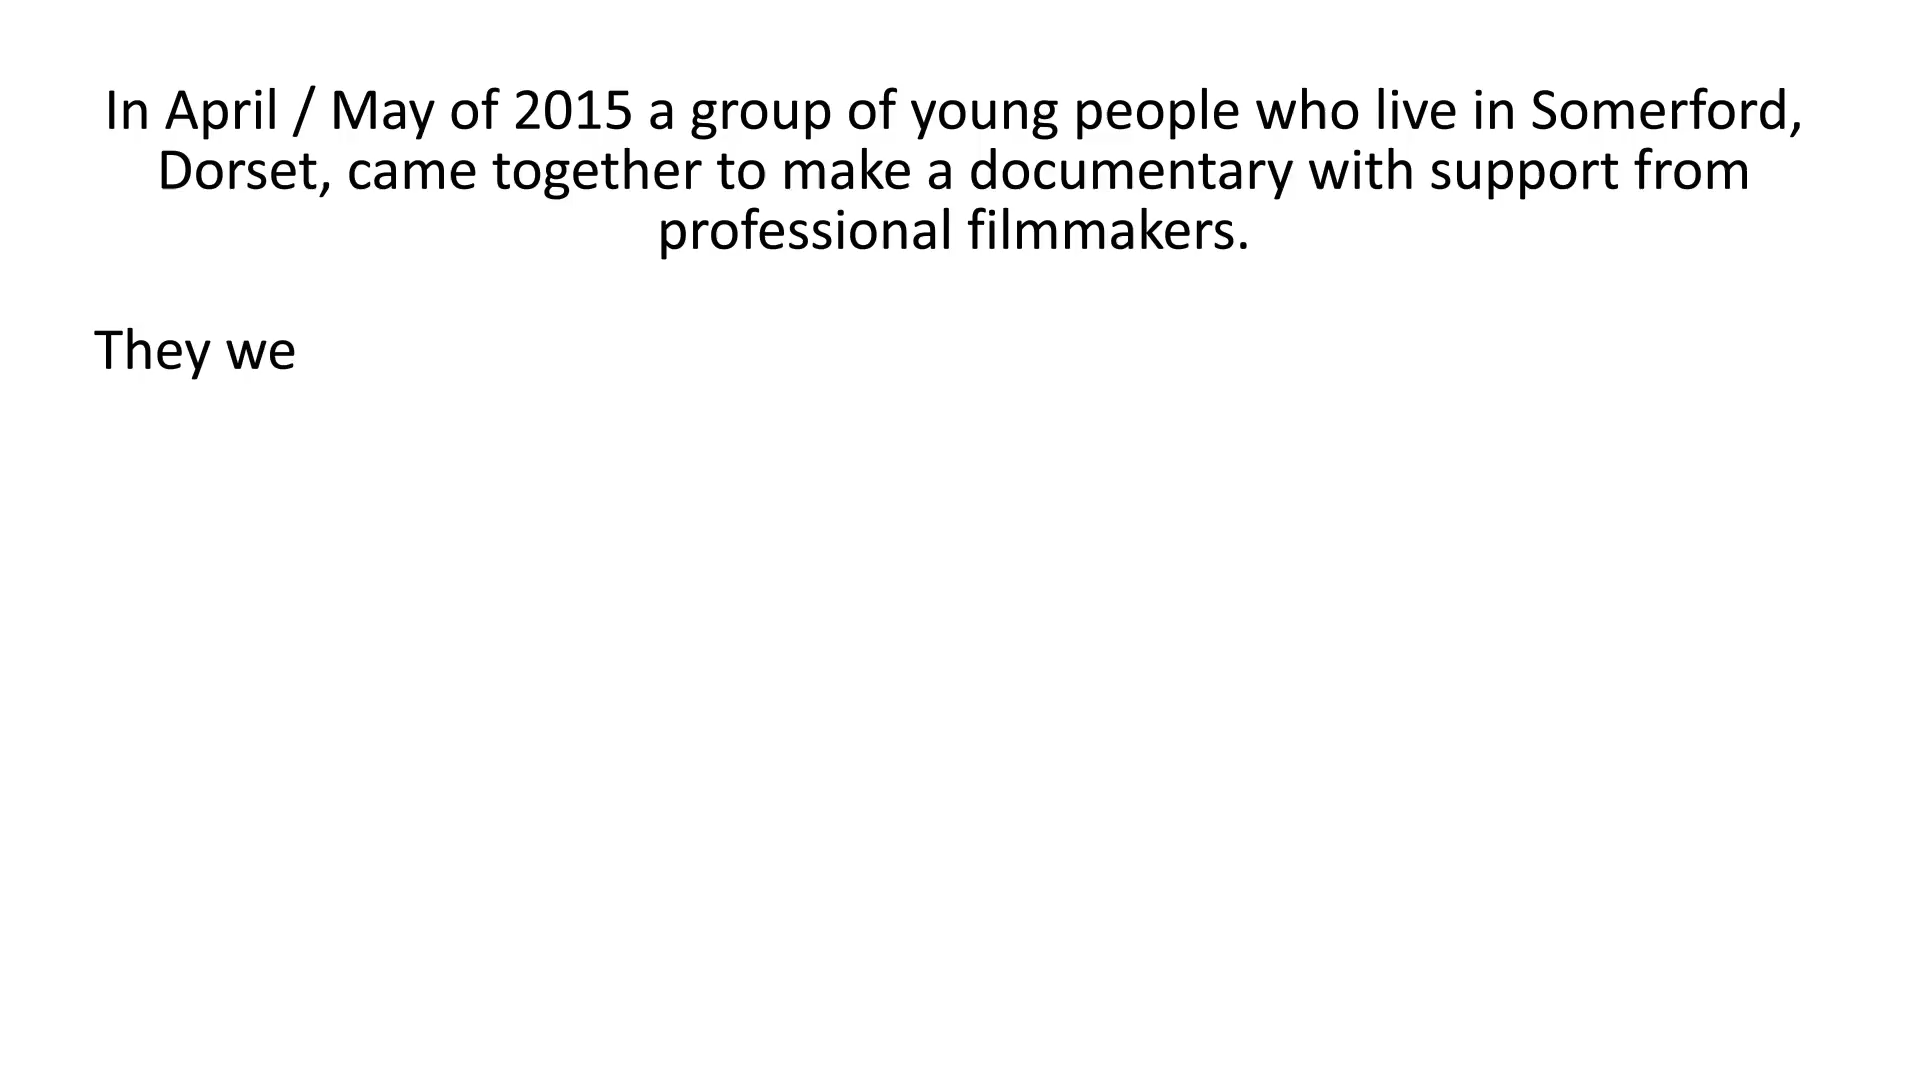 In April / May of 2015 a group of young people who live in Somerford,
Dorset, came together to make a documentary with support from
professional filmmakers.
They we